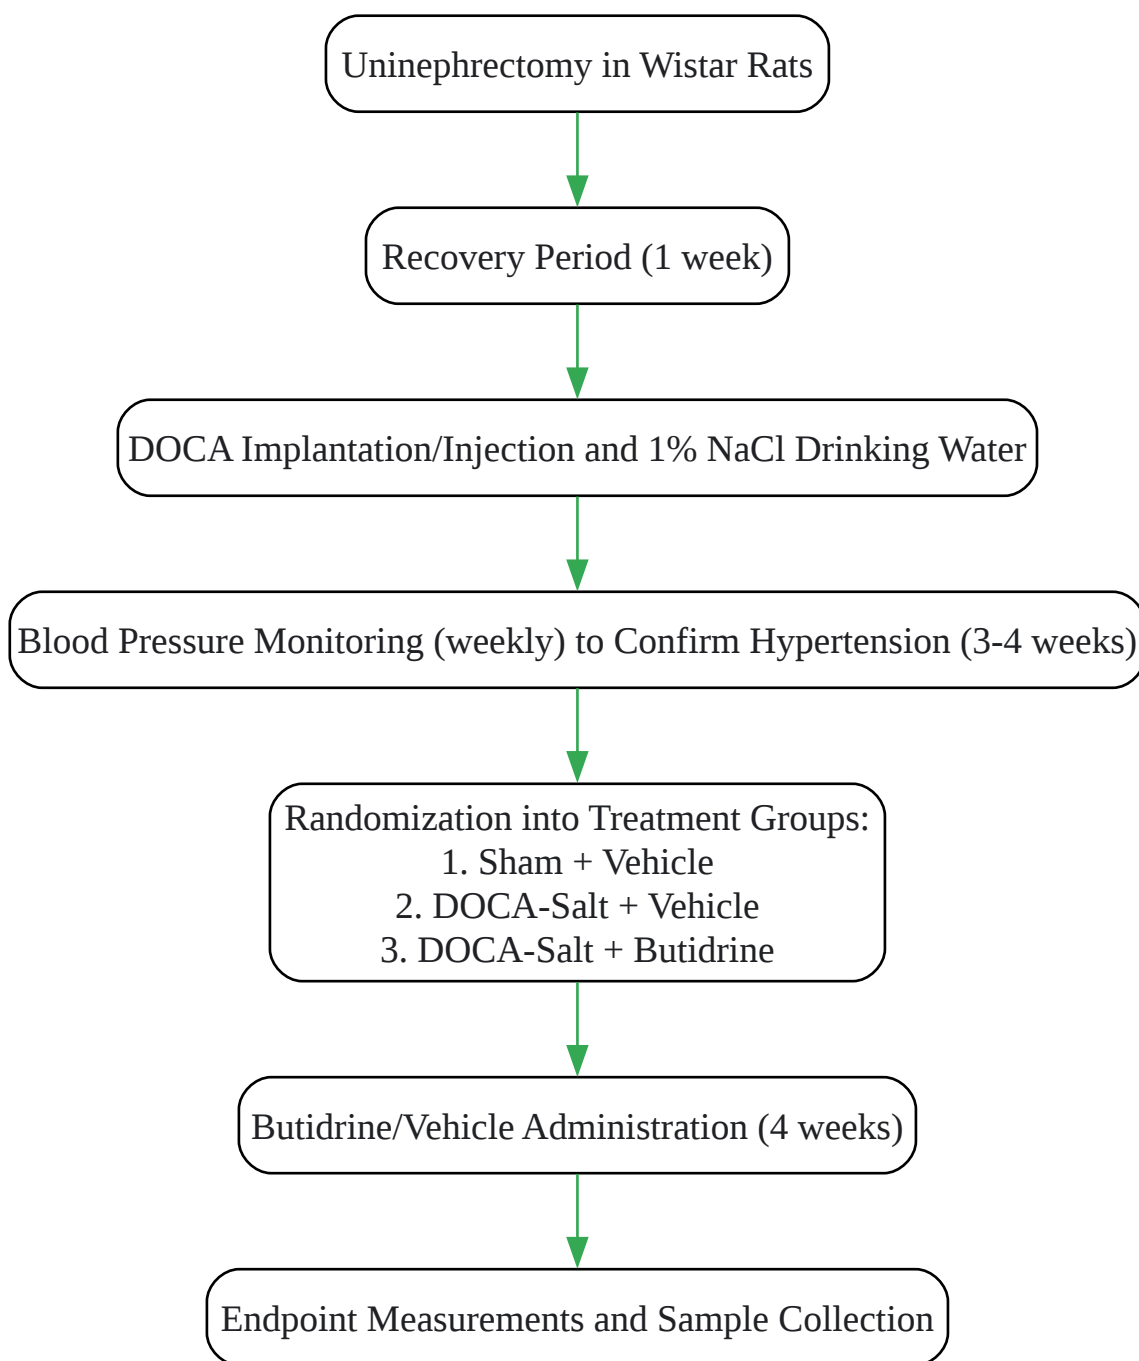 Uninephrectomy in Wistar Rats
Recovery Period (1 week)
DOCA Implantation/Injection and 1% NaCl Drinking Water
Blood Pressure Monitoring (weekly) to Confirm Hypertension (3-4 weeks)
Randomization into Treatment Groups:
1. Sham + Vehicle
2. DOCA-Salt + Vehicle
3. DOCA-Salt + Butidrine
Butidrine/Vehicle Administration (4 weeks)
Endpoint Measurements and Sample Collection